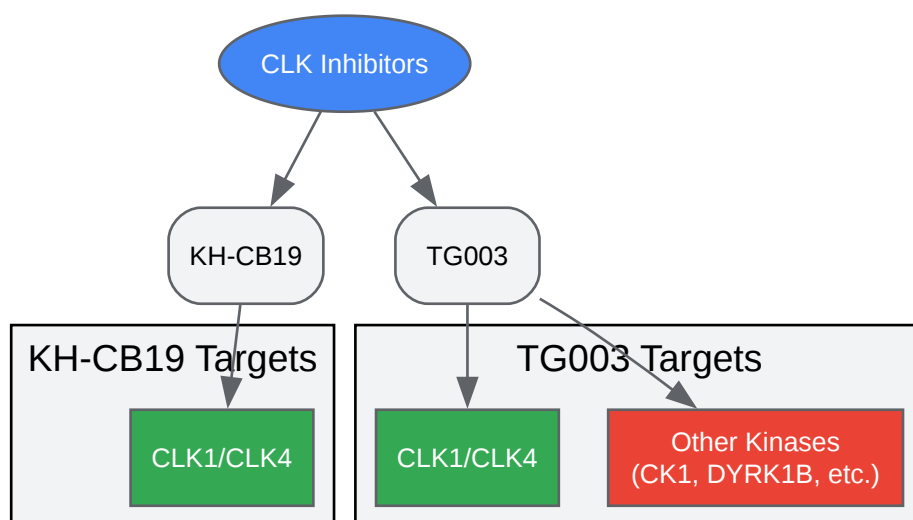 CLK Inhibitors
KH-CB19
TG003
KH-CB19 Targets
TG003 Targets
CLK1/CLK4
CLK1/CLK4
Other Kinases
(CK1, DYRK1B, etc.)